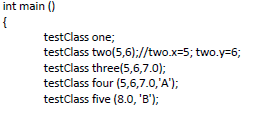 int main ()
{
testClass one;
testClass two(5,6);//two.x=5; two.y=6;
testClass three(5,6,7.0);
testClass four (5,6,7.0,'A');
testClass five (8.0, 'B');